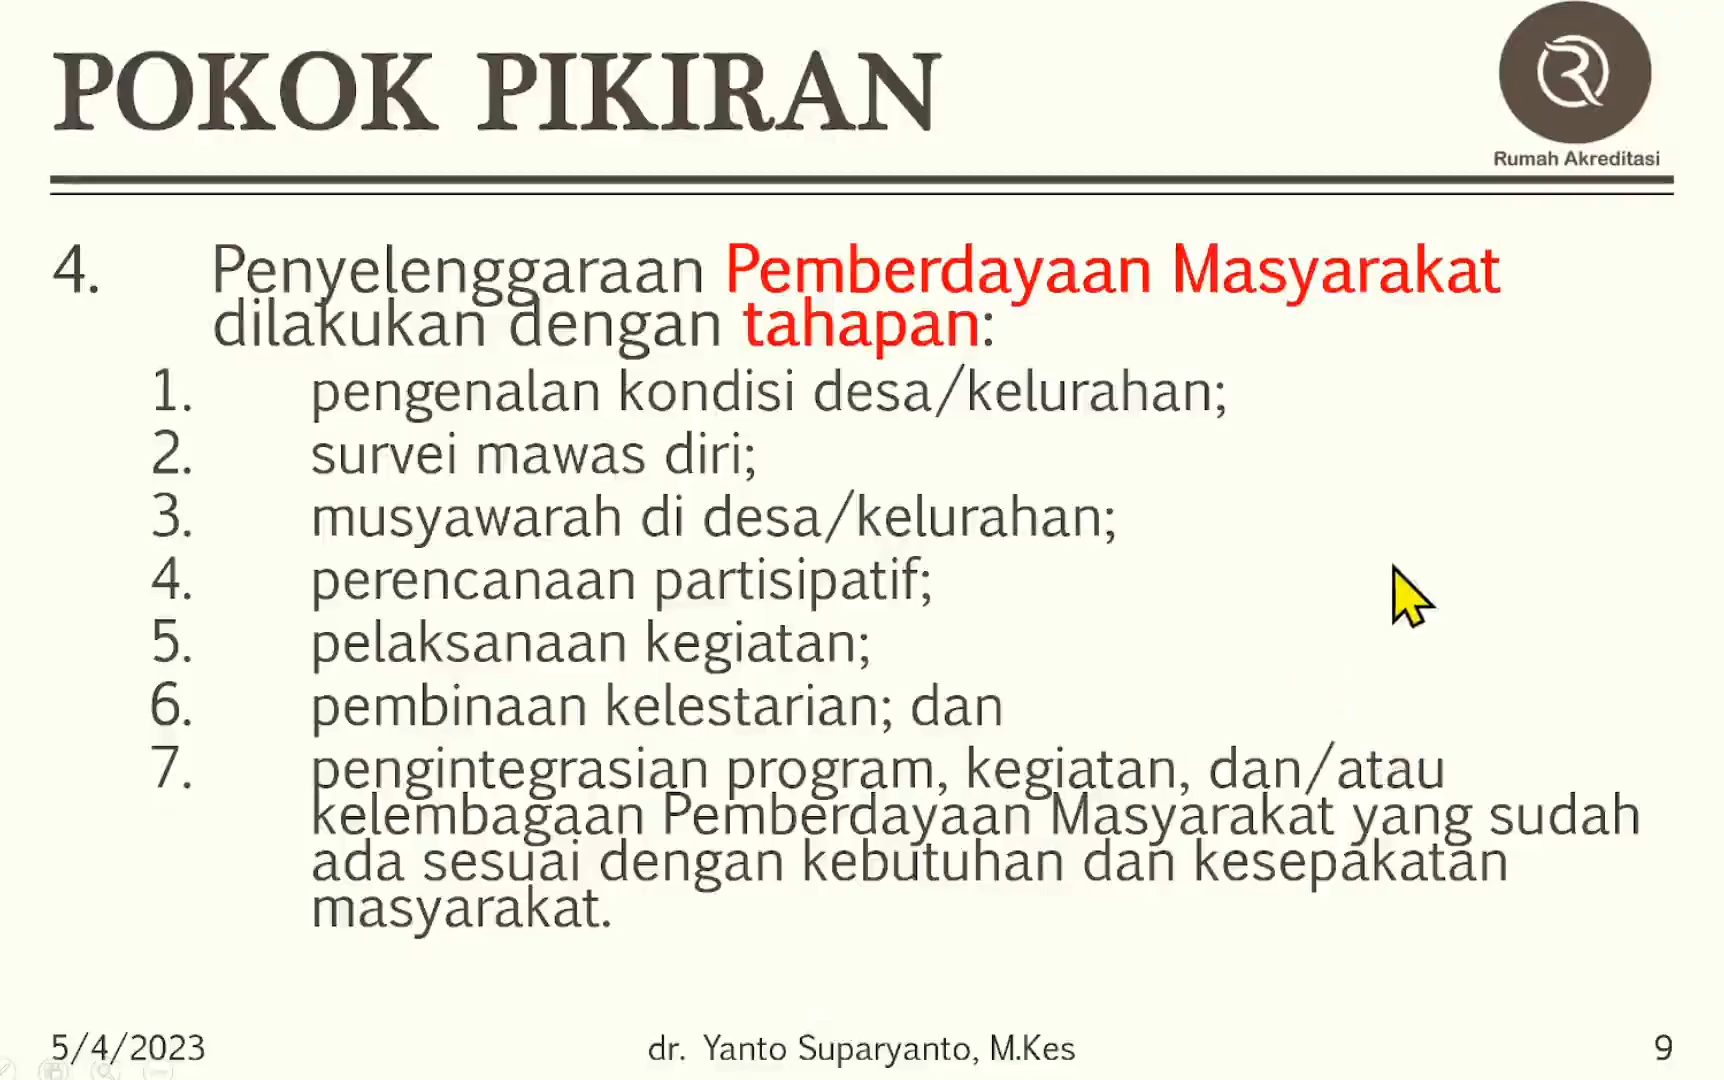 POKOK PIKIRAN
Rumah Akreditasi
4. Penyelenggaraan Pemberdayaan Masyarakat
dilakukan dengan tahapan:
1. pengenalan kondisi desa/kelurahan;
2. survei mawas diri;
3. musyawarah di desa/kelurahan;
4. perencanaan partisipatif;
5. pelaksanaan kegiatan;
6. pembinaan kelestarian; dan
7. pengintegrasian program, kegiatan, dan/atau
kelembagaan Pemberdayaan Masyarakat yang sudah
ada sesuai dengan kebutuhan dan kesepakatan
masyarakat.
5/4/2023 dr. Yanto Suparyanto, M.Kes 9